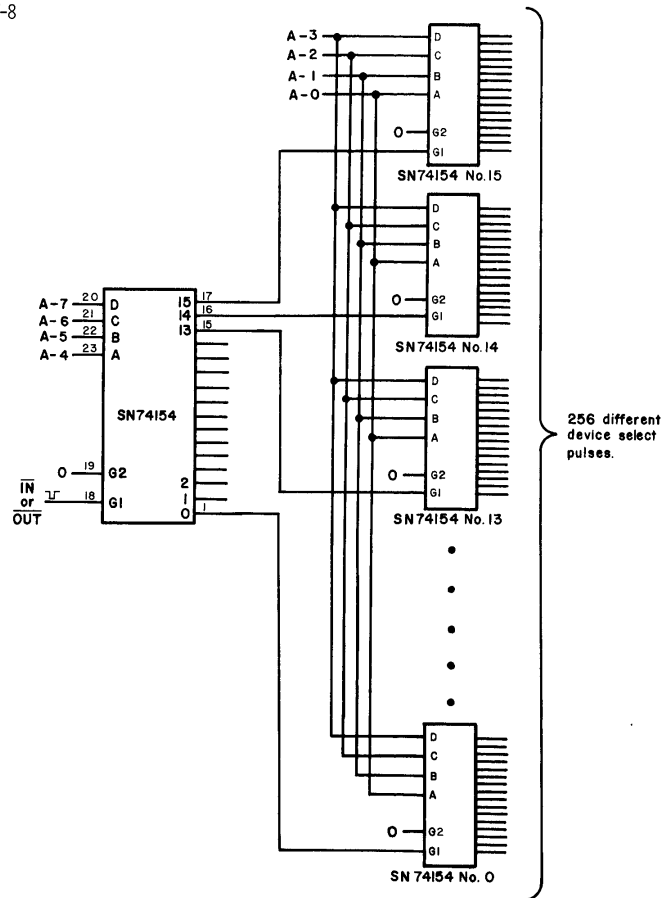 -8
A-3
A-2
A-1
A-0
D
C
B
A
0
G2
G1
SN74154 No.15
D
C
B
A
0
G2
G1
SN74154 No.14
A-7 20 D
A-6 21 C
A-5 22 B
A-4 23 A
15 17
14 16
13 15
SN74154
0 19 G2
IN
or
OUT
18 G1
2
1
0 1
D
C
B
A
0
G2
G1
SN74154 No.13
256 different
device select
pulses.
D
C
B
A
0
G2
G1
SN 74154 No. 0